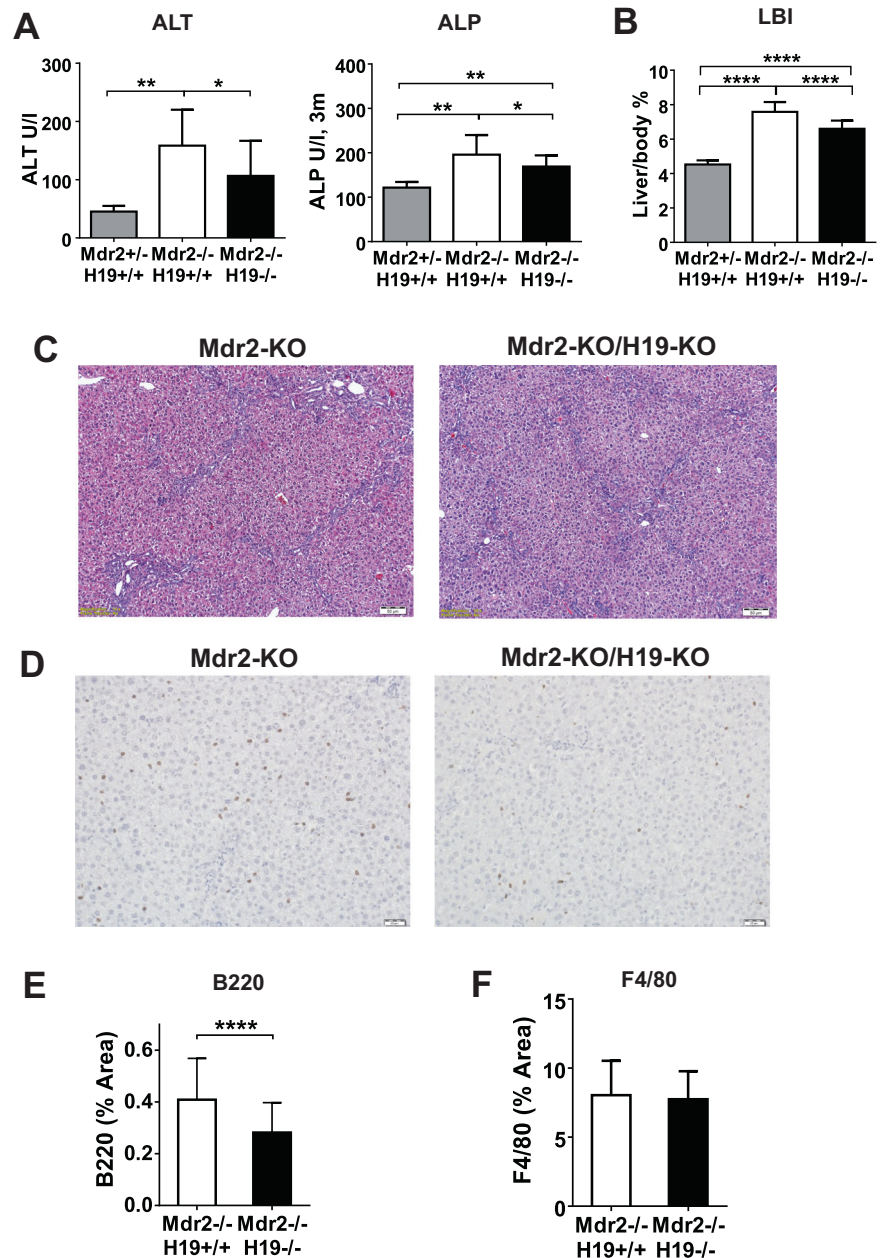 A
ALT
ALT U/l
300
200
100
0
**
*
Mdr2+/- Mdr2-/- Mdr2-/-
H19+/+ H19+/+ H19-/-
ALP
ALP U/l, 3m
400
300
200
100
0
**
**
*
Mdr2+/- Mdr2-/- Mdr2-/-
H19+/+ H19+/+ H19-/-
B
LBI
Liver/body %
10
8
6
4
2
0
****
**** ****
Mdr2+/- Mdr2-/- Mdr2-/-
H19+/+ H19+/+ H19-/-
C
Mdr2-KO
Mdr2-KO/H19-KO
D
Mdr2-KO
Mdr2-KO/H19-KO
E
B220
B220 (% Area)
0.6
0.4
0.2
0.0
****
Mdr2-/- Mdr2-/-
H19+/+ H19-/-
F
F4/80
F4/80 (% Area)
15
10
5
0
Mdr2-/- Mdr2-/-
H19+/+ H19-/-